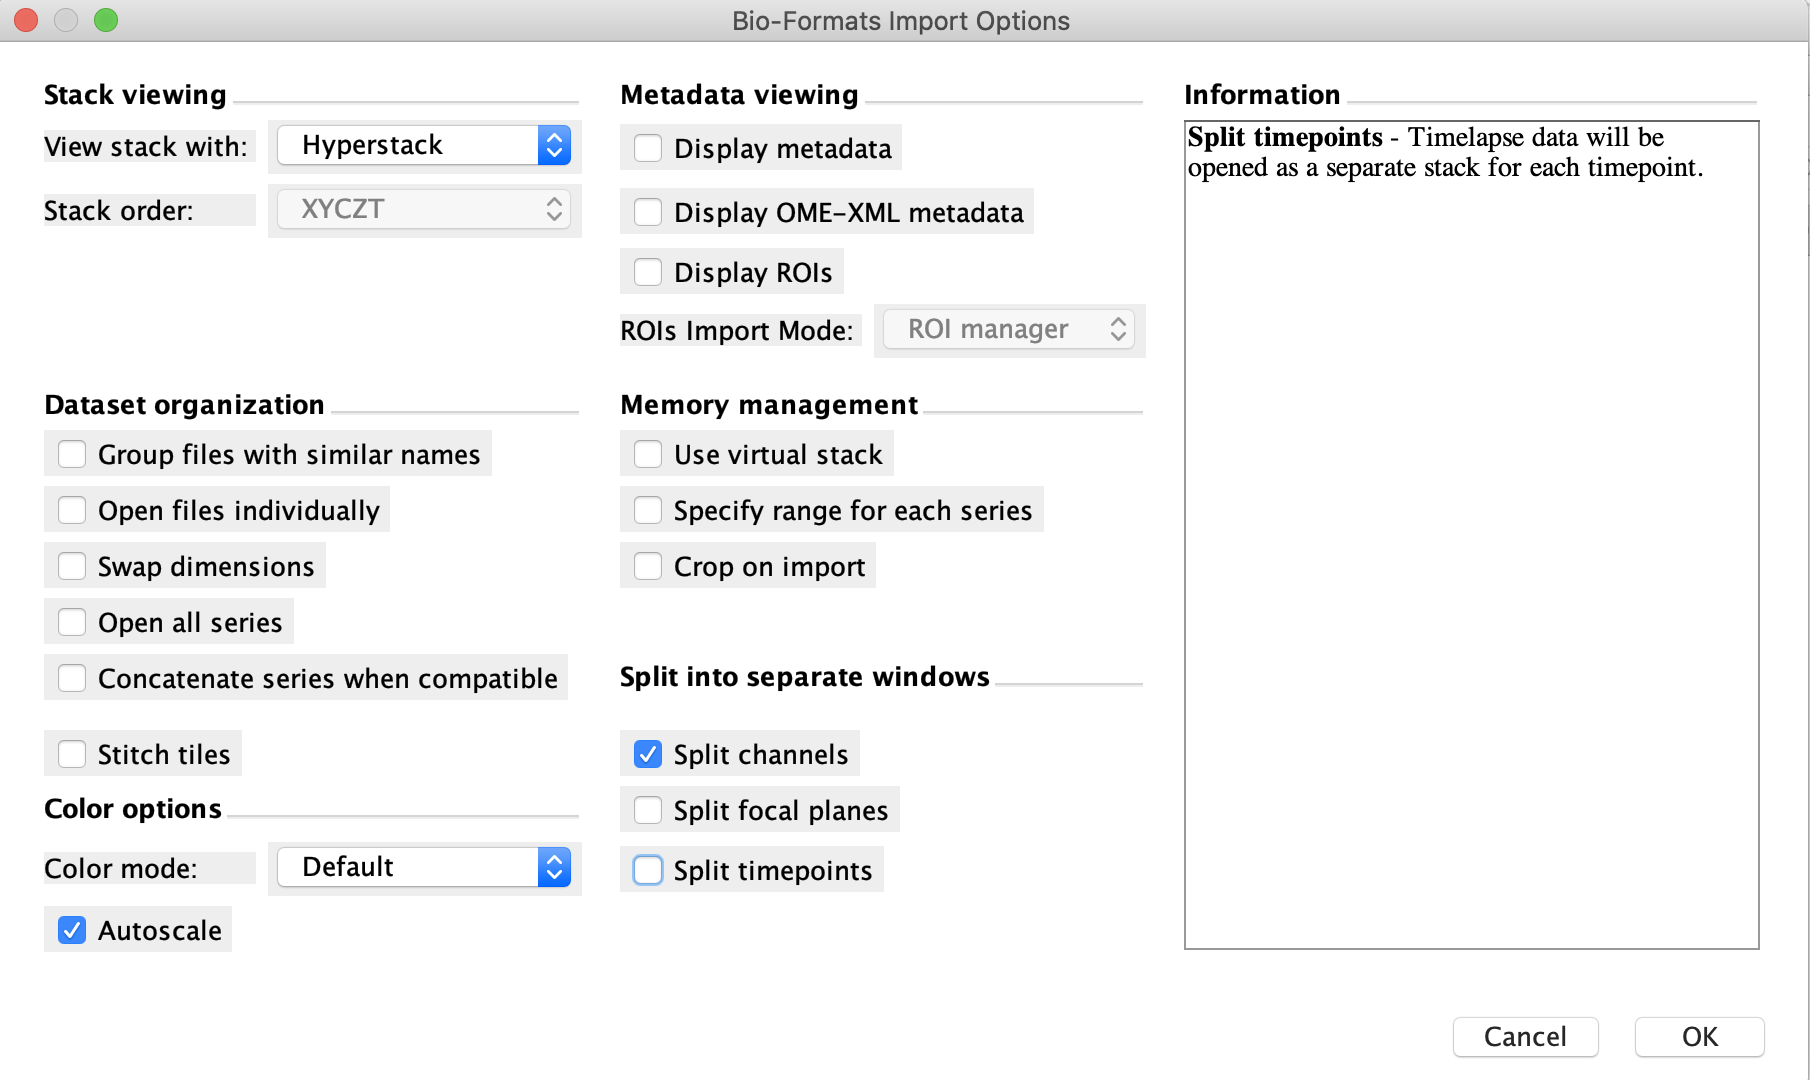 Bio-Formats Import Options
Stack viewing
View stack with: Hyperstack
Stack order: XYCZT
Metadata viewing
Display metadata
Display OME-XML metadata
Display ROIs
ROIs Import Mode: ROI manager
Information
Split timepoints - Timelapse data will be
opened as a separate stack for each timepoint.
Dataset organization
Group files with similar names
Open files individually
Swap dimensions
Open all series
Concatenate series when compatible
Stitch tiles
Memory management
Use virtual stack
Specify range for each series
Crop on import
Color options
Color mode: Default
Autoscale
Split into separate windows
Split channels
Split focal planes
Split timepoints
Cancel
OK